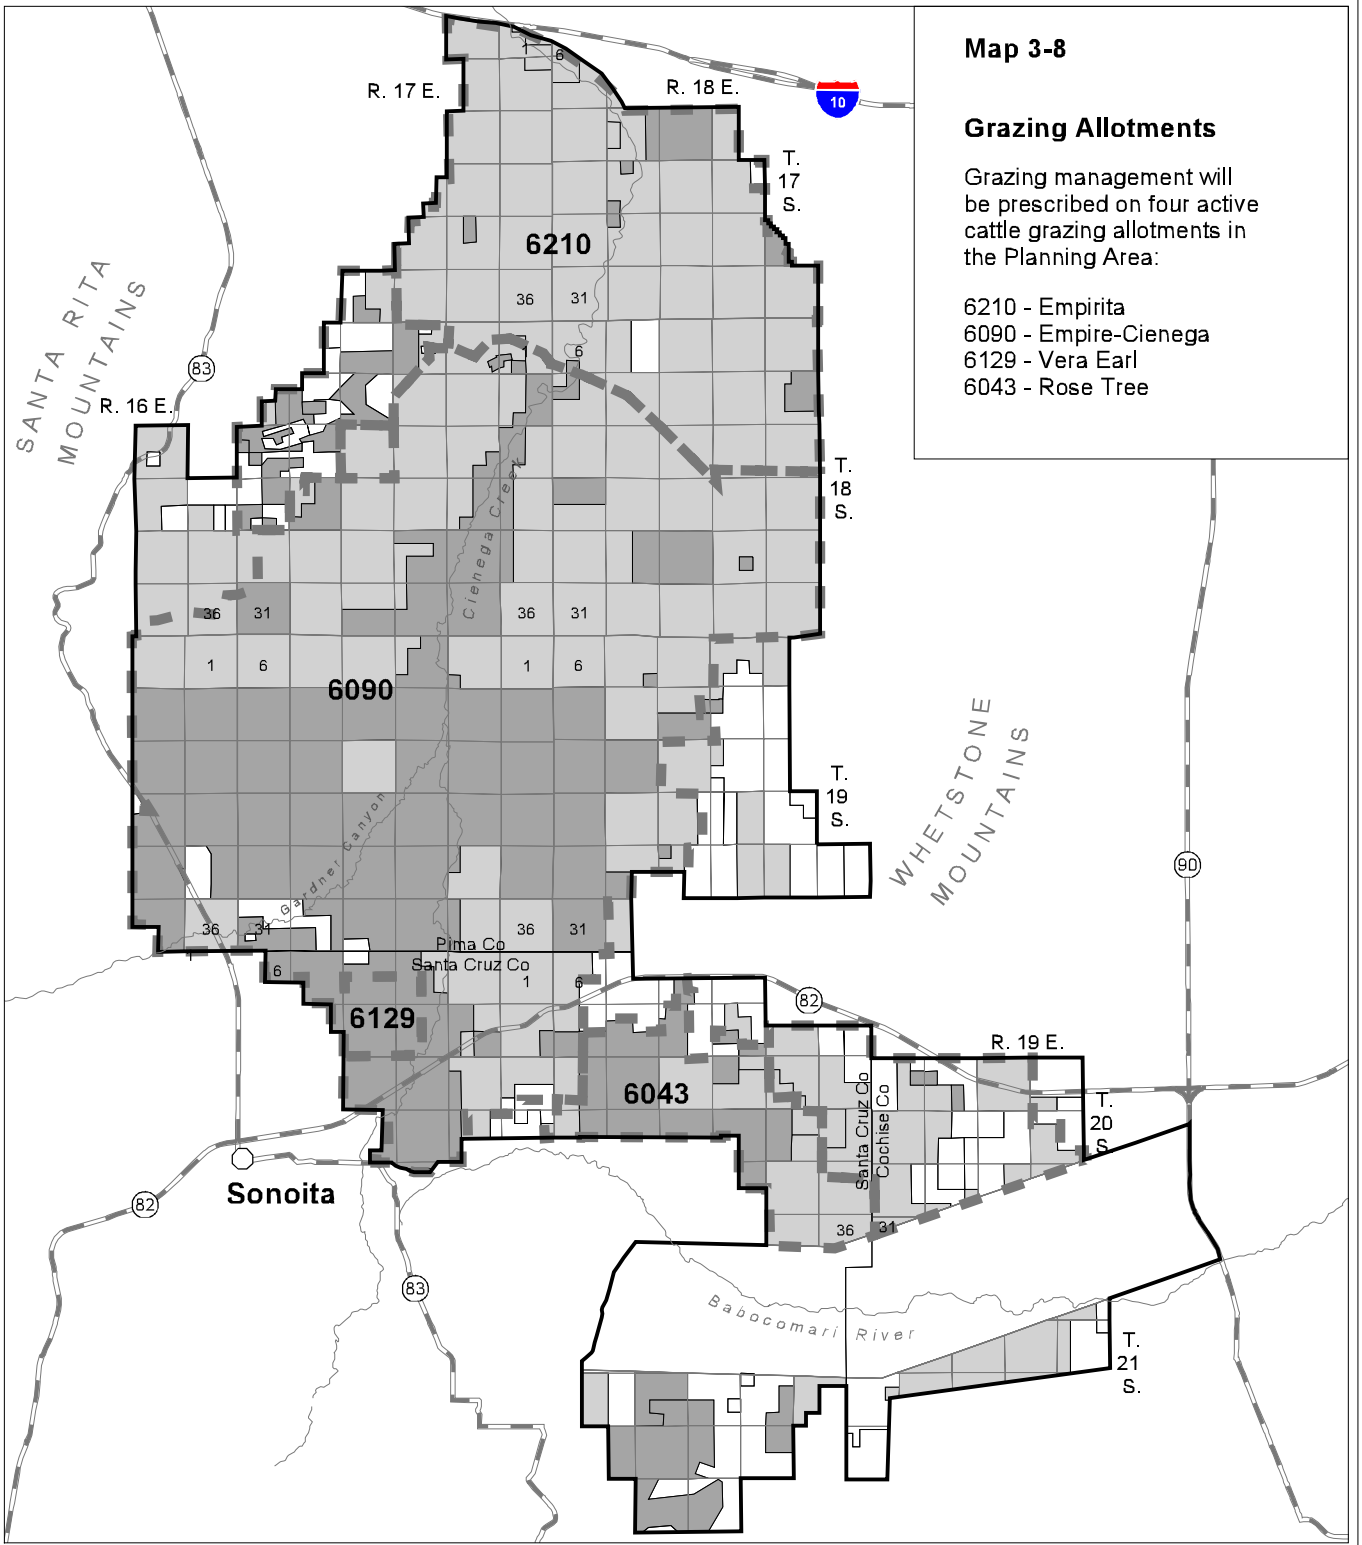 Map 3-8
Grazing Allotments
Grazing management will
be prescribed on four active
cattle grazing allotments in
the Planning Area:
6210 - Empirita
6090 - Empire-Cienega
6129 - Vera Earl
6043 - Rose Tree
1
6
R. 17 E.
R. 18 E.
10
T.
17
S.
6210
36
31
SANTA RITA
MOUNTAINS
83
6
R. 16 E.
T.
18
S.
Cienega Creek
36
31
36
31
1
6
1
6
6090
WHETSTONE
MOUNTAINS
T.
19
S.
90
Gardner Canyon
36
31
36
31
Pima Co
Santa Cruz Co
1
6
1
6
82
6129
R. 19 E.
6043
Santa Cruz Co
Cochise Co
T.
20
S.
Sonoita
82
36
31
83
Babocomari River
T.
21
S.